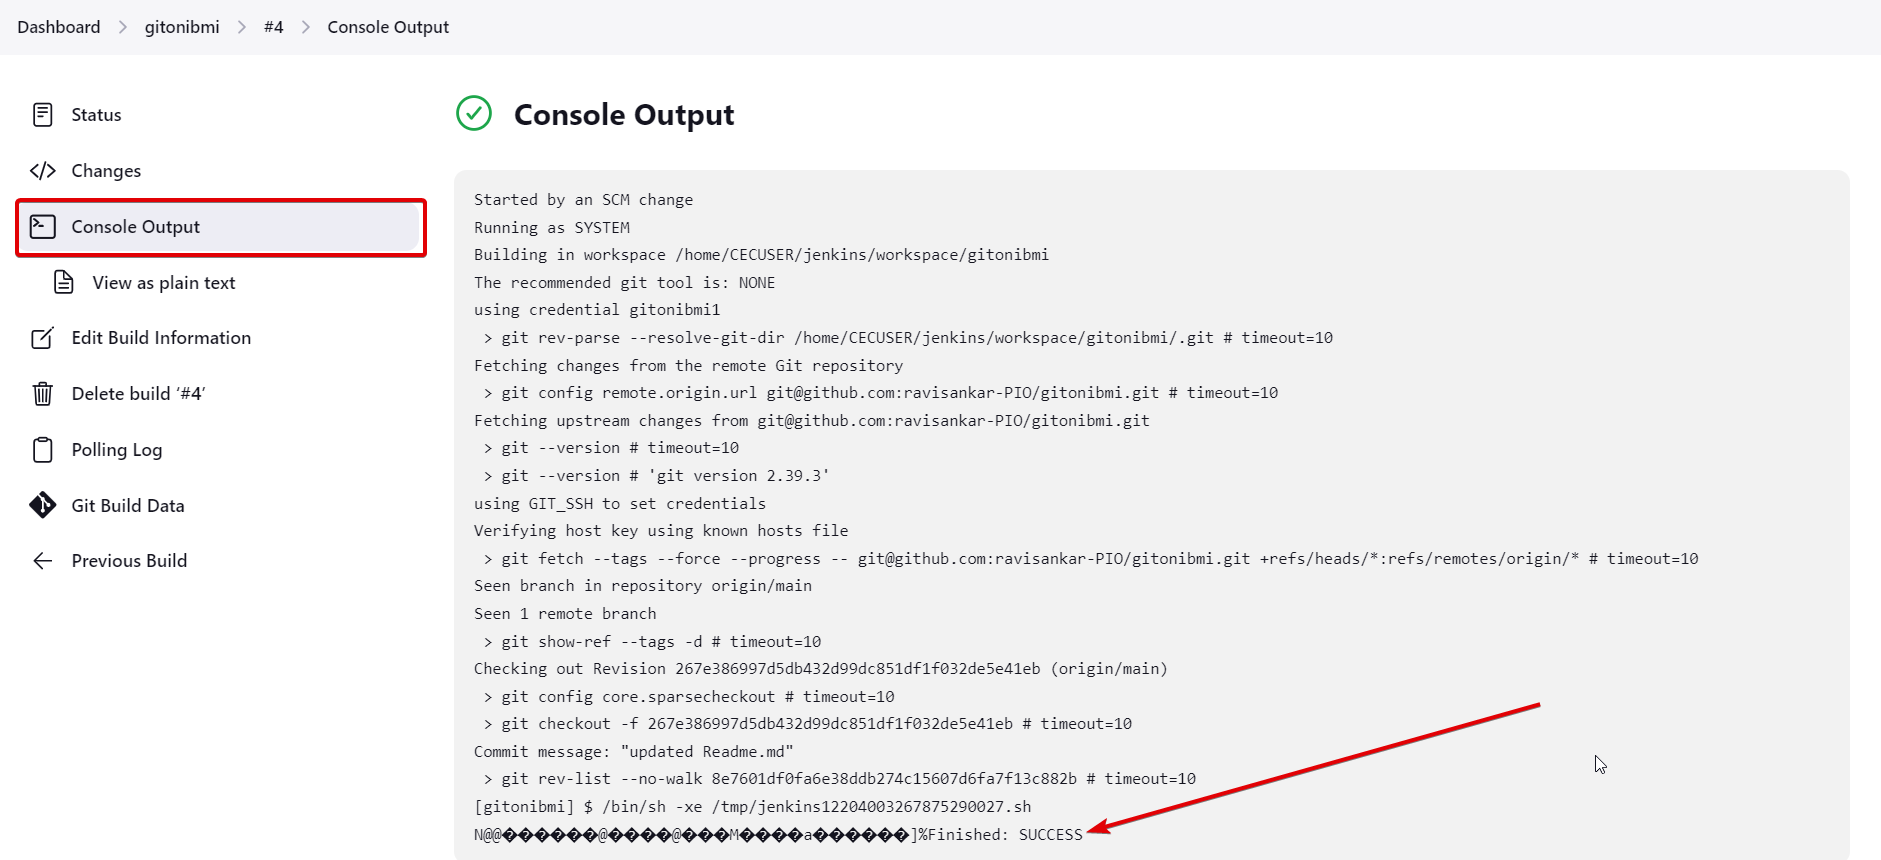 Dashboard > gitonibmi > #4 > Console Output
Status
Changes
Console Output
View as plain text
Edit Build Information
Delete build ‘#4’
Polling Log
Git Build Data
Previous Build
Console Output
Started by an SCM change
Running as SYSTEM
Building in workspace /home/CECUSER/jenkins/workspace/gitonibmi
The recommended git tool is: NONE
using credential gitonibmi1
> git rev-parse --resolve-git-dir /home/CECUSER/jenkins/workspace/gitonibmi/.git # timeout=10
Fetching changes from the remote Git repository
> git config remote.origin.url git@github.com:ravisankar-PIO/gitonibmi.git # timeout=10
Fetching upstream changes from git@github.com:ravisankar-PIO/gitonibmi.git
> git --version # timeout=10
> git --version # 'git version 2.39.3'
using GIT_SSH to set credentials
Verifying host key using known hosts file
> git fetch --tags --force --progress -- git@github.com:ravisankar-PIO/gitonibmi.git +refs/heads/*:refs/remotes/origin/* # timeout=10
Seen branch in repository origin/main
Seen 1 remote branch
> git show-ref --tags -d # timeout=10
Checking out Revision 267e386997d5db432d99dc851df1f032de5e41eb (origin/main)
> git config core.sparsecheckout # timeout=10
> git checkout -f 267e386997d5db432d99dc851df1f032de5e41eb # timeout=10
Commit message: "updated Readme.md"
> git rev-list --no-walk 8e7601df0fa6e38ddb274c15607d6fa7f13c882b # timeout=10
[gitonibmi] $ /bin/sh -xe /tmp/jenkins12204003267875290027.sh
N@@������@����@���M����a������]%Finished: SUCCESS